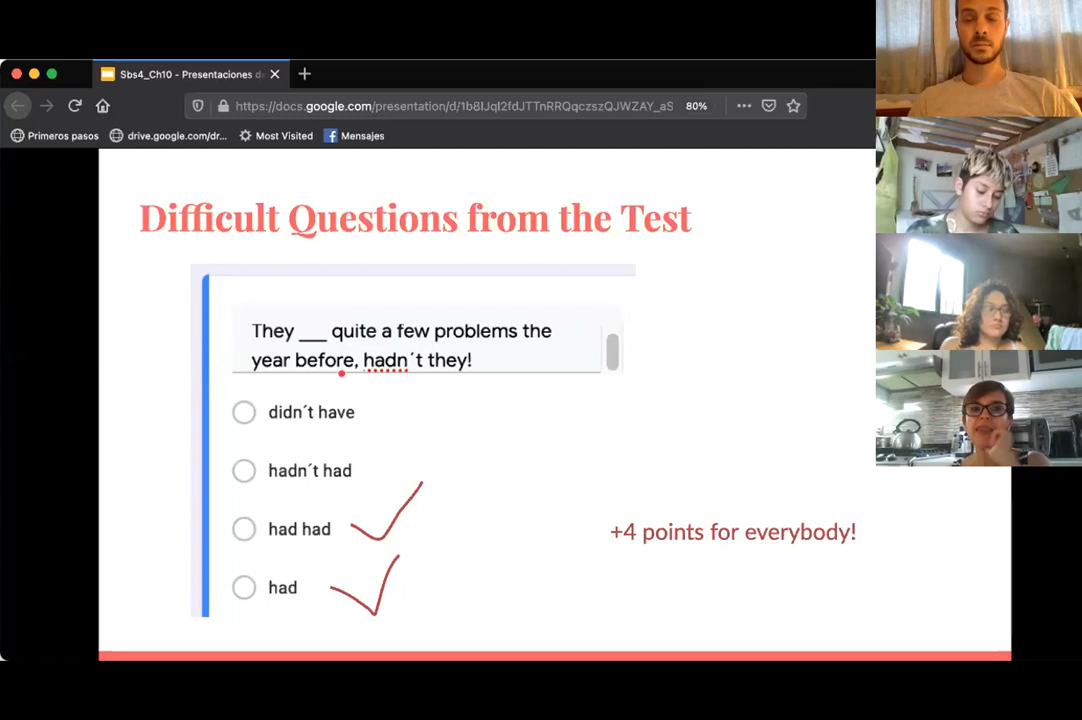 Sbs4_Ch10 - Presentaciones de
https://docs.google.com/presentation/d/1b8IJqI2fdJTTnRRQqczszQJWZAY_aS
80%
Primeros pasos
drive.google.com/dr...
Most Visited
Mensajes
Difficult Questions from the Test
They ___ quite a few problems the
year before, hadn´t they!
didn´t have
hadn´t had
had had
had
+4 points for everybody!